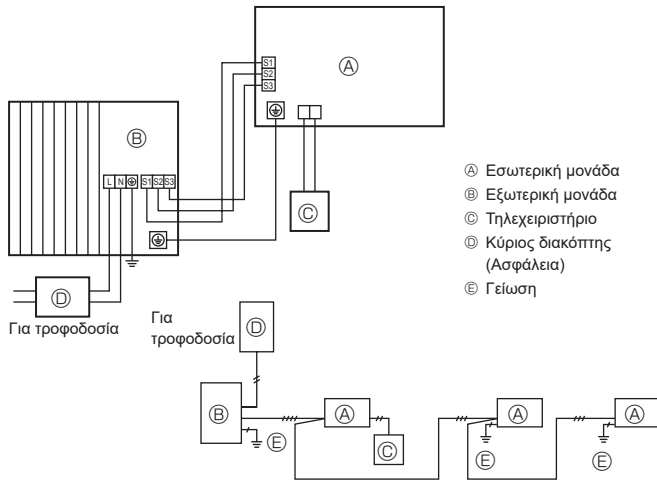 S1
S2
S3
Ⓐ
Ⓑ
L N S1 S2 S3
Ⓒ
Ⓓ
Για τροφοδοσία
Ⓐ Εσωτερική μονάδα
Ⓑ Εξωτερική μονάδα
Ⓒ Τηλεχειριστήριο
Ⓓ Κύριος διακόπτης
(Ασφάλεια)
Ⓔ Γείωση
Για
τροφοδοσία
Ⓓ
Ⓑ
Ⓔ
Ⓐ
Ⓒ
Ⓐ
Ⓔ
Ⓐ
Ⓔ